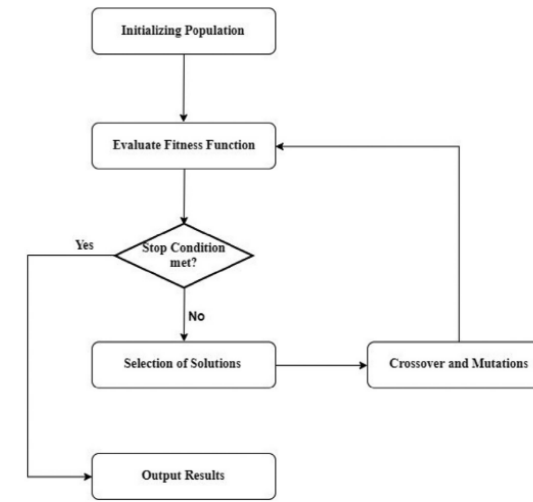 Initializing Population
Evaluate Fitness Function
Yes
Stop Condition
met?
No
Selection of Solutions
Crossover and Mutations
Output Results